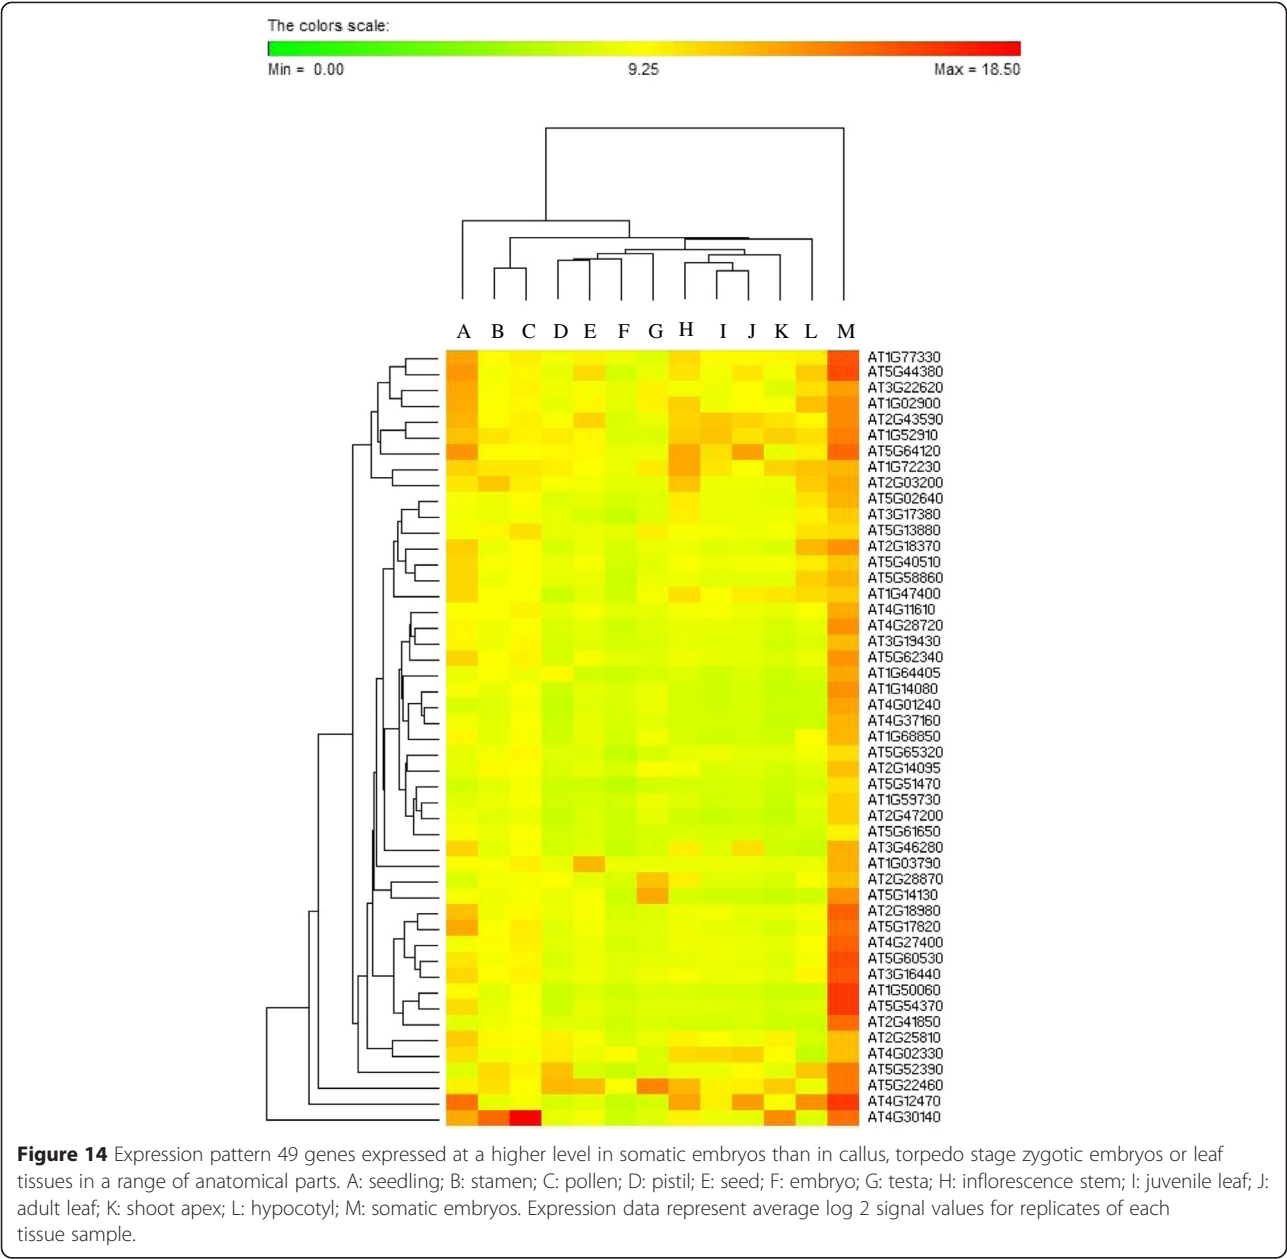 The colors scale:
Min = 0.00 9.25 Max = 18.50
A B C D E F G H I J K L M
AT1G77330
AT5G44380
AT3G22620
AT1G02900
AT2G43590
AT1G52910
AT5G64120
AT1G72230
AT2G03200
AT5G02640
AT3G17380
AT5G13880
AT2G18370
AT5G40510
AT5G58860
AT1G47400
AT4G11610
AT4G28720
AT3G19430
AT5G62340
AT1G64405
AT1G14080
AT4G01240
AT4G37160
AT1G68850
AT5G65320
AT2G14095
AT5G51470
AT1G59730
AT2G47200
AT5G61650
AT3G46280
AT1G03790
AT2G28870
AT5G14130
AT2G18980
AT5G17820
AT4G27400
AT5G60530
AT3G16440
AT1G50060
AT5G54370
AT2G41850
AT2G25810
AT4G02330
AT5G52390
AT5G22460
AT4G12470
AT4G30140
Figure 14 Expression pattern 49 genes expressed at a higher level in somatic embryos than in callus, torpedo stage zygotic embryos or leaf
tissues in a range of anatomical parts. A: seedling; B: stamen; C: pollen; D: pistil; E: seed; F: embryo; G: testa; H: inflorescence stem; I: juvenile leaf; J:
adult leaf; K: shoot apex; L: hypocotyl; M: somatic embryos. Expression data represent average log 2 signal values for replicates of each
tissue sample.